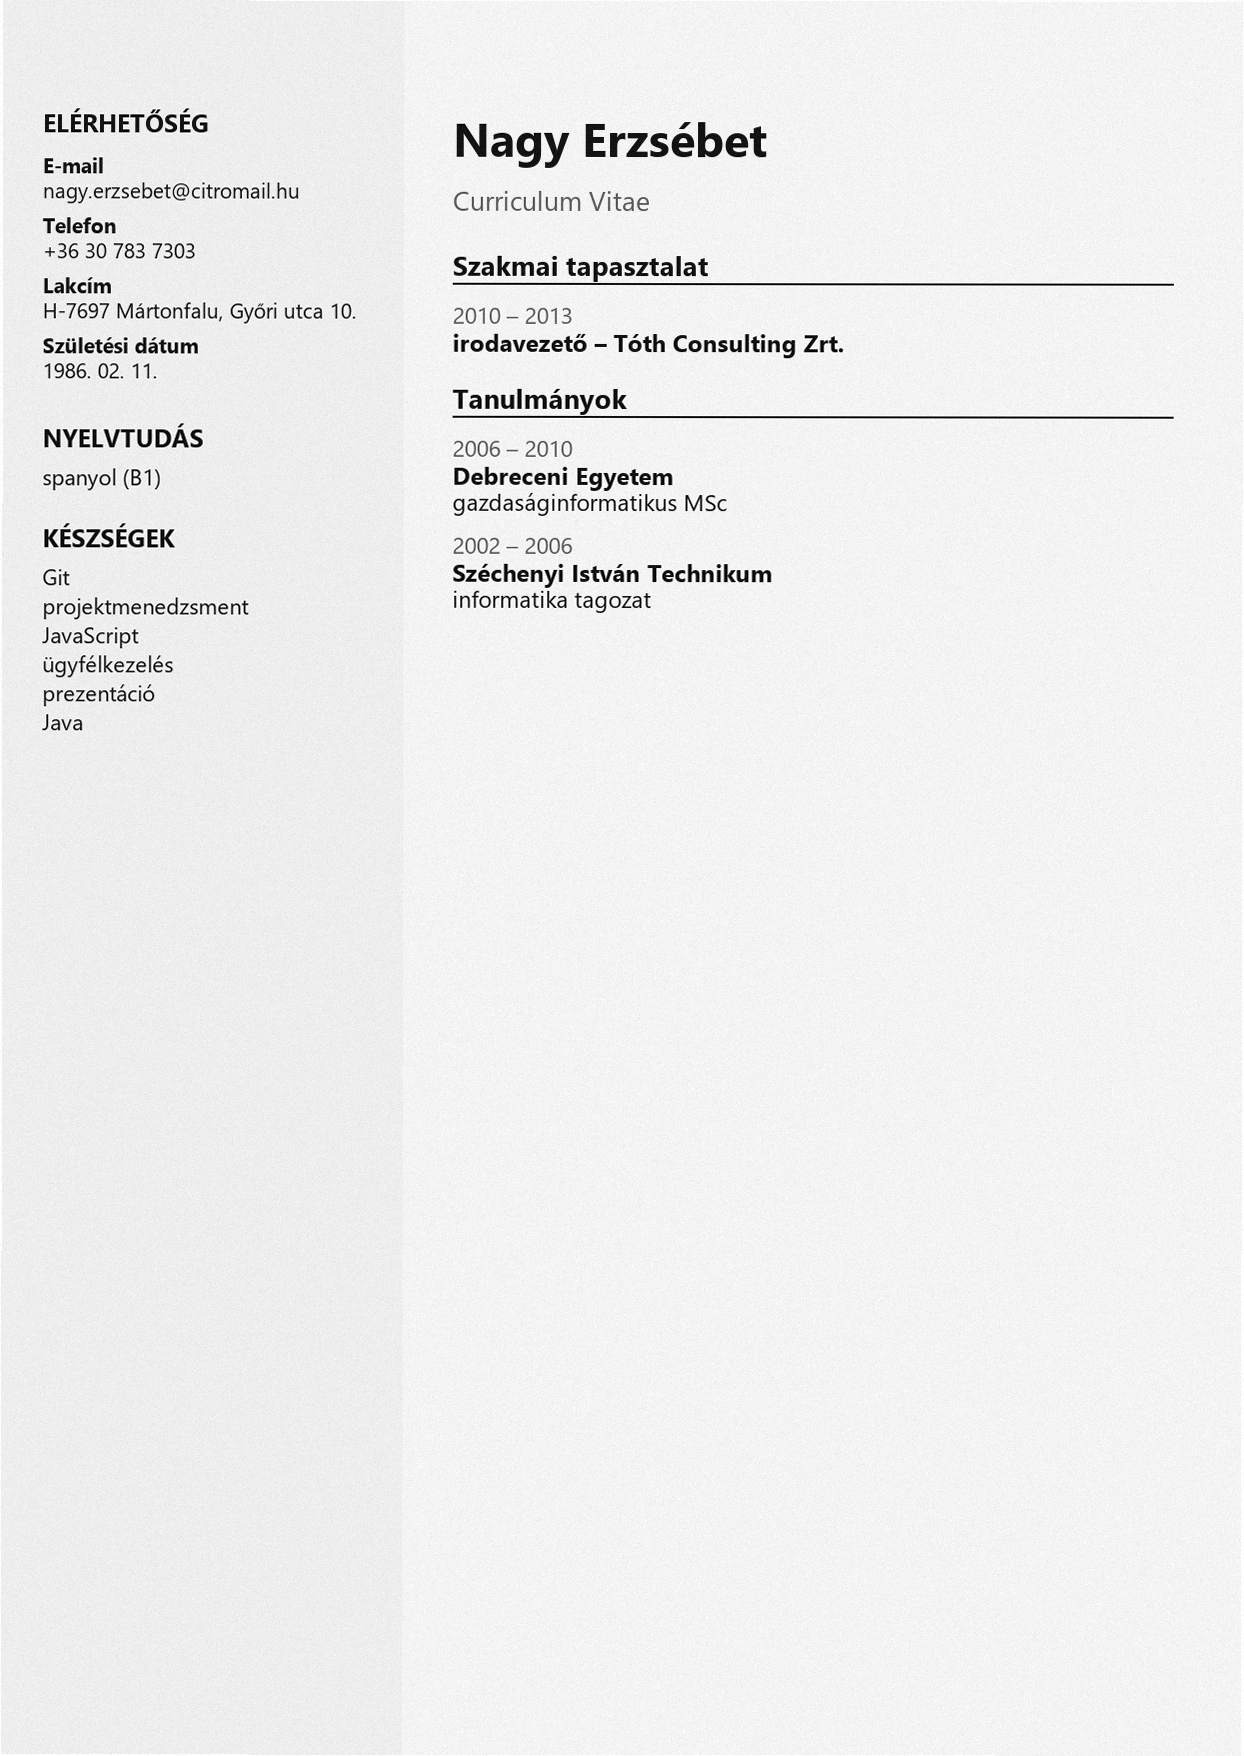 ELÉRHETŐSÉG
E-mail
nagy.erzsebet@citromail.hu
Telefon
+36 30 783 7303
Lakcím
H-7697 Mártonfalu, Győri utca 10.
Születési dátum
1986. 02. 11.
NYELVTUDÁS
spanyol (B1)
KÉSZSÉGEK
Git
projektmenedzsment
JavaScript
ügyfélkezelés
prezentáció
Java
Nagy Erzsébet
Curriculum Vitae
Szakmai tapasztalat
2010 – 2013
irodavezető – Tóth Consulting Zrt.
Tanulmányok
2006 – 2010
Debreceni Egyetem
gazdaságinformatikus MSc
2002 – 2006
Széchenyi István Technikum
informatika tagozat